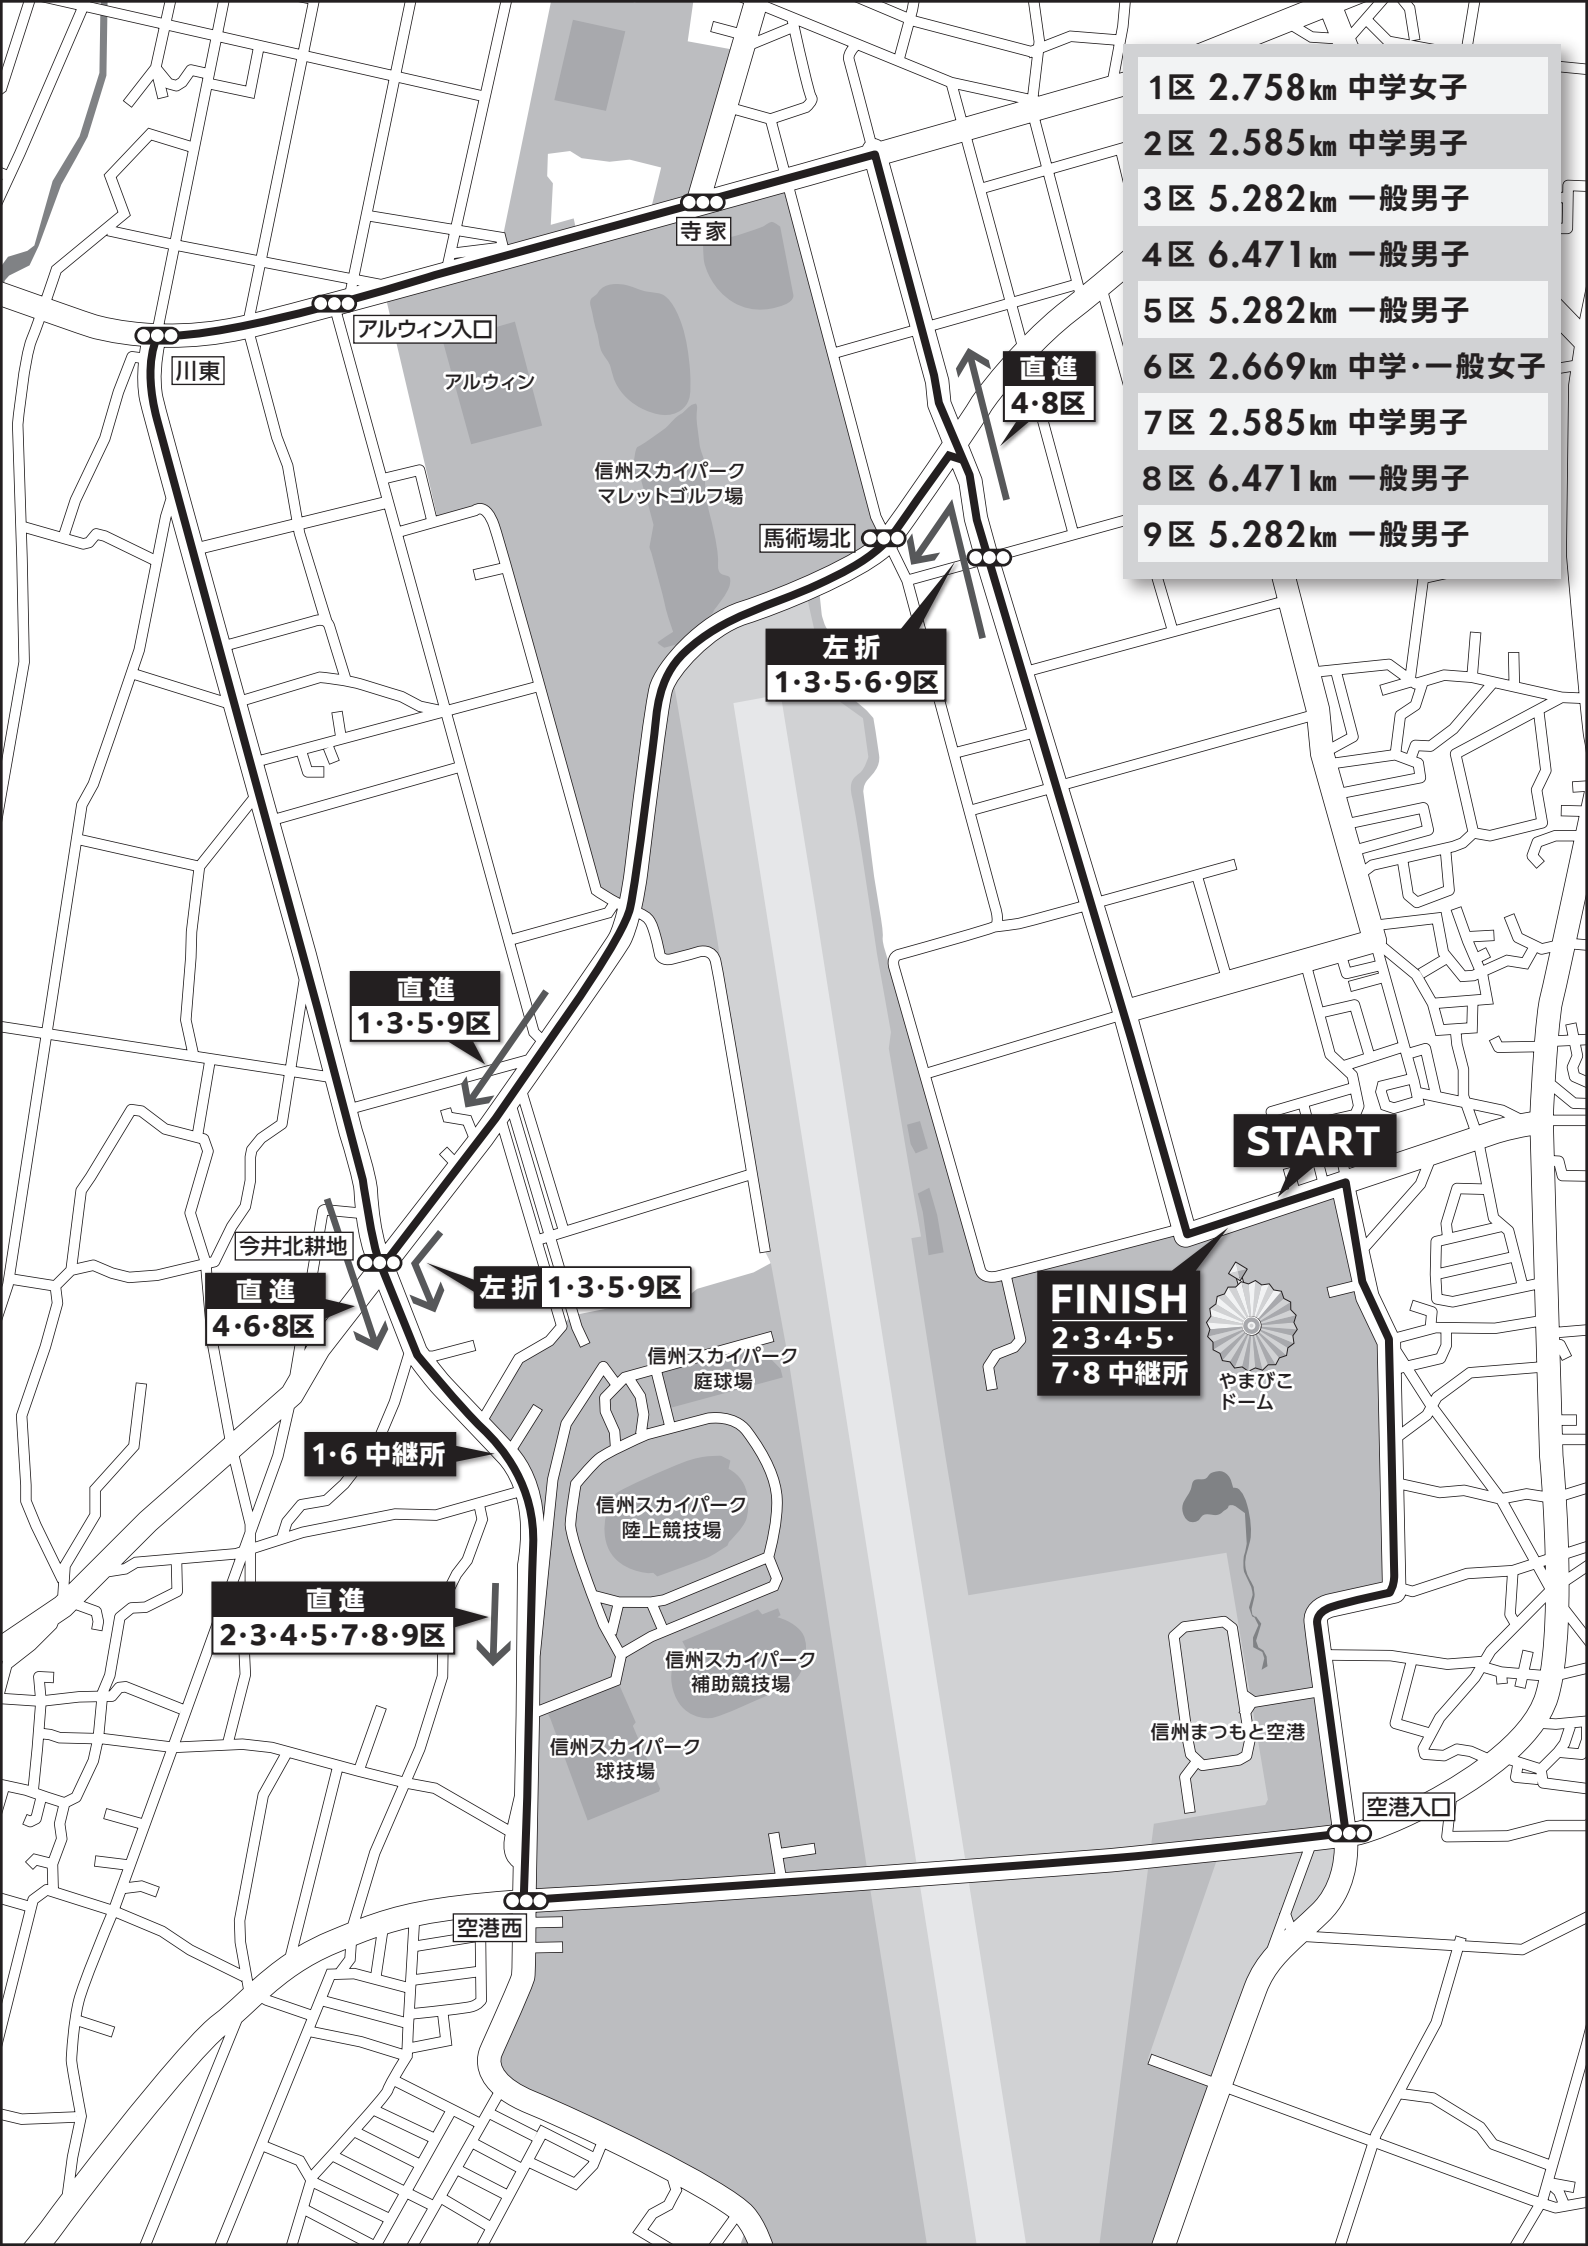 1区 2.758km 中学女子
2区 2.585km 中学男子
3区 5.282km 一般男子
4区 6.471km 一般男子
5区 5.282km 一般男子
6区 2.669km 中学・一般女子
7区 2.585km 中学男子
8区 6.471km 一般男子
9区 5.282km 一般男子
寺家
アルウィン入口
川東
アルウィン
直進
4・8区
信州スカイパーク
マレットゴルフ場
馬術場北
左折
1・3・5・6・9区
直進
1・3・5・9区
START
今井北耕地
直進
4・6・8区
左折 1・3・5・9区
FINISH
2・3・4・5・
7・8 中継所
やまびこ
ドーム
信州スカイパーク
庭球場
1・6 中継所
信州スカイパーク
陸上競技場
直進
2・3・4・5・7・8・9区
信州スカイパーク
補助競技場
信州スカイパーク
球技場
信州まつもと空港
空港入口
空港西